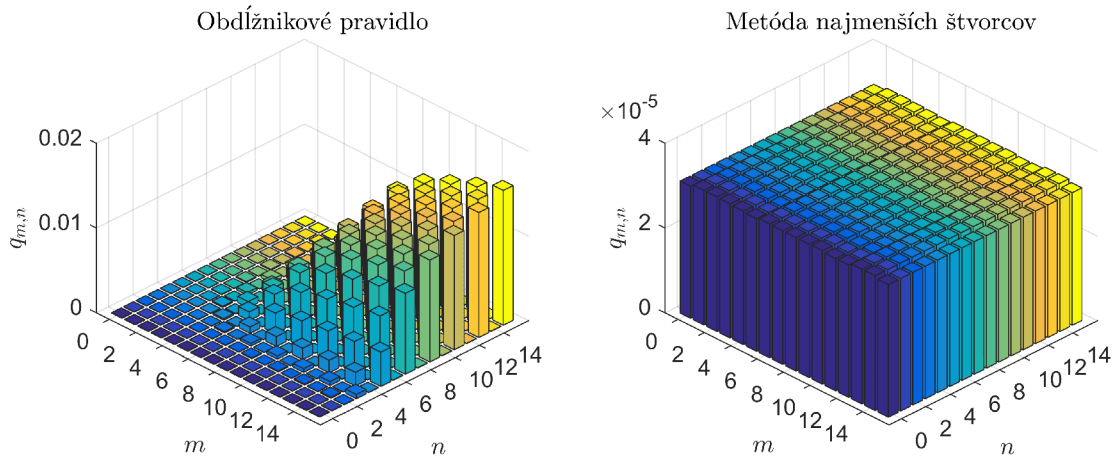 Obdĺžnikové pravidlo
0.02
0.01
0
q_{m,n}
0 2 4 6 8 10 12 14
m
0 2 4 6 8 10 12 14
n
Metóda najmenších štvorcov
×10^{-5}
4
2
0
q_{m,n}
0 2 4 6 8 10 12 14
m
0 2 4 6 8 10 12 14
n